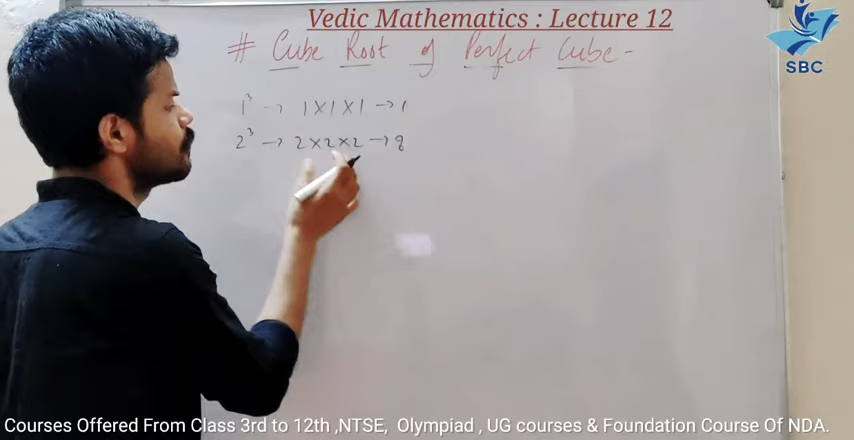 Vedic Mathematics : Lecture 12
# Cube Root of Perfect Cube -
SBC
1³ → 1×1×1 → 1
2³ → 2×2×2 → 8
Courses Offered From Class 3rd to 12th ,NTSE, Olympiad , UG courses & Foundation Course Of NDA.